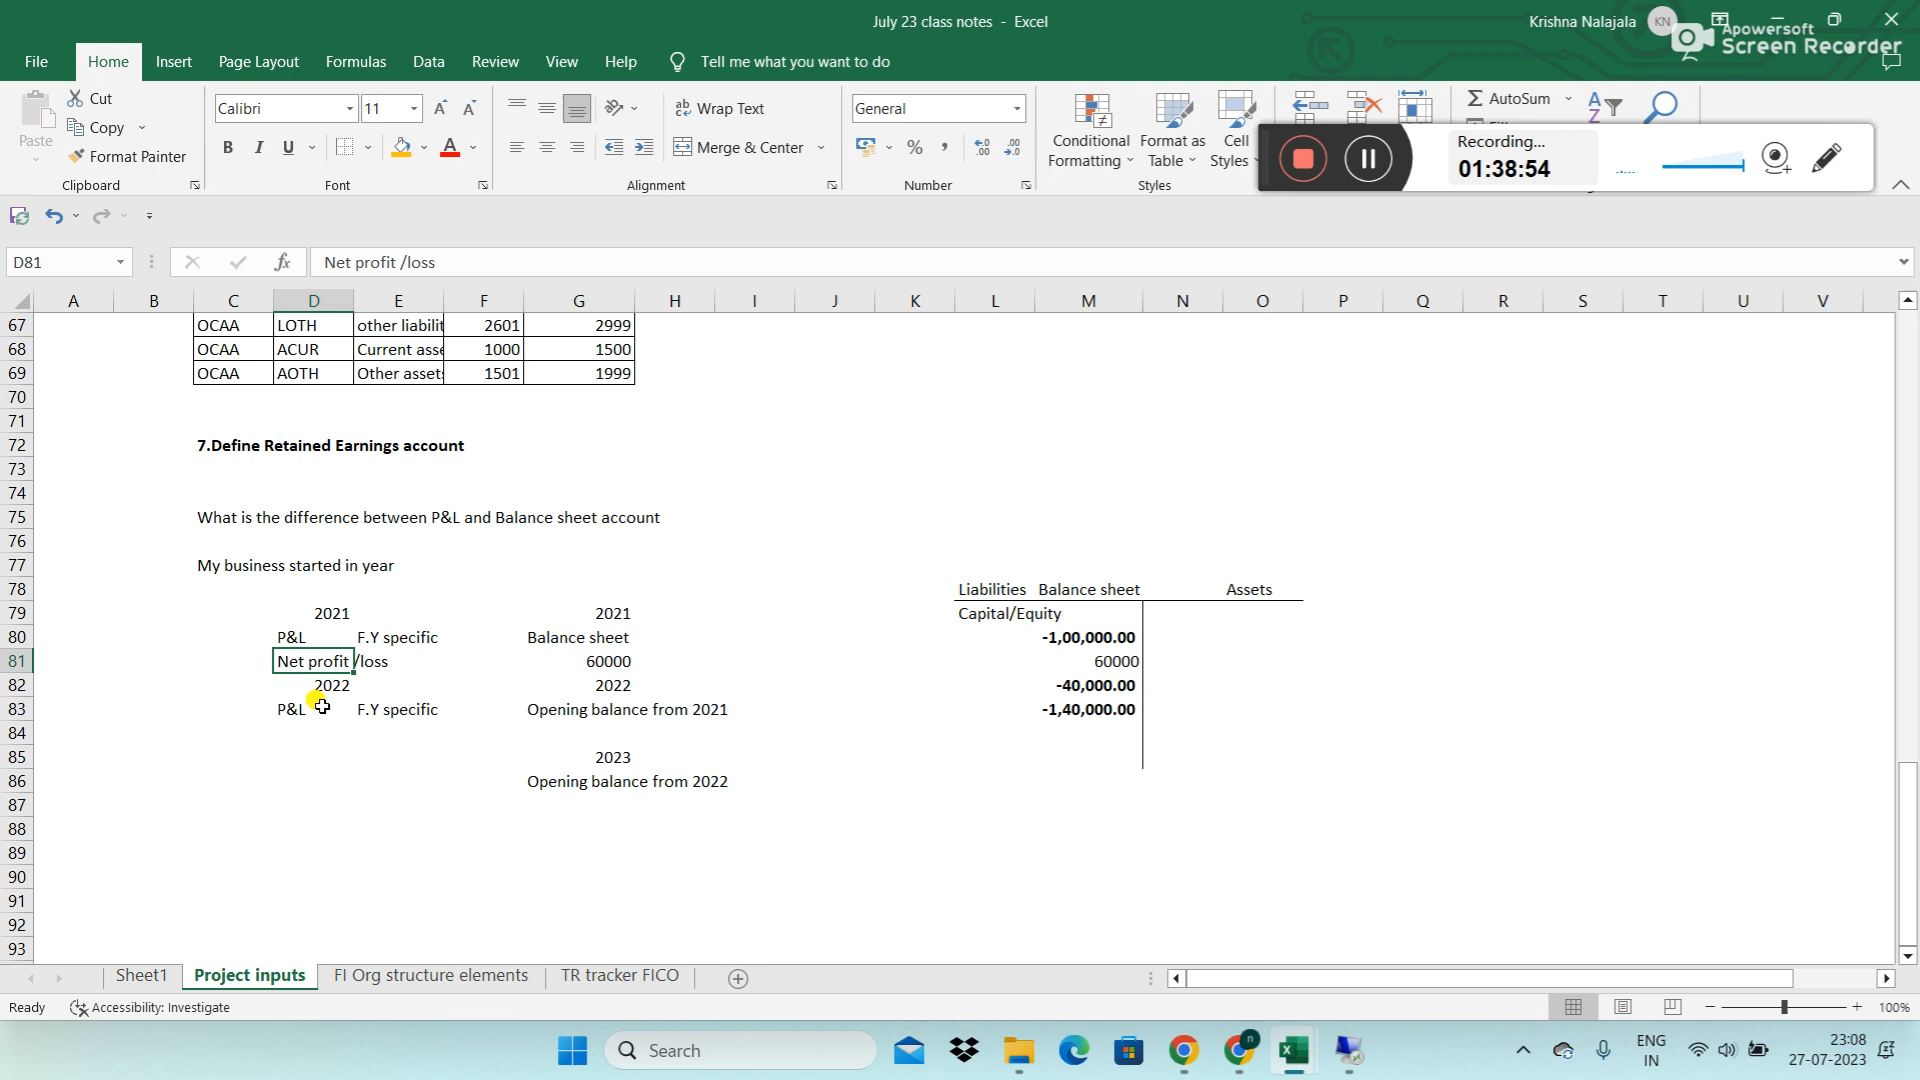 July 23 class notes - Excel
Krishna Nalajala KN
Apowersoft
Screen Recorder
File Home Insert Page Layout Formulas Data Review View Help Tell me what you want to do
Paste
Cut
Copy
Format Painter
Clipboard
Calibri 11
B I U
Font
Wrap Text
Merge & Center
Alignment
General
Number
Conditional Formatting
Format as Table
Cell Styles
Styles
AutoSum
Recording...
01:38:54
D81 fx Net profit /loss
A B C D E F G H I J K L M N O P Q R S T U V
67 OCAA LOTH other liabilit 2601 2999
68 OCAA ACUR Current asse 1000 1500
69 OCAA AOTH Other assets 1501 1999
70
71
72 7.Define Retained Earnings account
73
74
75 What is the difference between P&L and Balance sheet account
76
77 My business started in year
78 Liabilities Balance sheet Assets
79 2021 2021 Capital/Equity
80 P&L F.Y specific Balance sheet -1,00,000.00
81 Net profit /loss 60000 60000
82 2022 2022 -40,000.00
83 P&L F.Y specific Opening balance from 2021 -1,40,000.00
84
85 2023
86 Opening balance from 2022
87
88
89
90
91
92
93
Sheet1 Project inputs FI Org structure elements TR tracker FICO
Ready Accessibility: Investigate 100%
Search
n
ENG
IN
23:08
27-07-2023